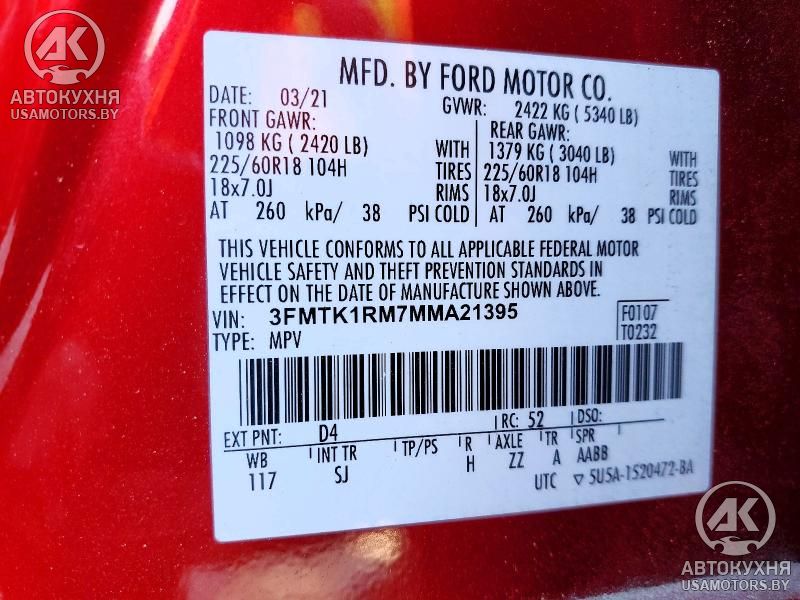 АК
АВТОКУХНЯ
USAMOTORS.BY
MFD. BY FORD MOTOR CO.
DATE: 03/21 GVWR: 2422 KG ( 5340 LB)
FRONT GAWR: REAR GAWR:
1098 KG ( 2420 LB) WITH 1379 KG ( 3040 LB) WITH
225/60R18 104H TIRES 225/60R18 104H TIRES
18x7.0J RIMS 18x7.0J RIMS
AT 260 kPa/ 38 PSI COLD AT 260 kPa/ 38 PSI COLD
THIS VEHICLE CONFORMS TO ALL APPLICABLE FEDERAL MOTOR
VEHICLE SAFETY AND THEFT PREVENTION STANDARDS IN
EFFECT ON THE DATE OF MANUFACTURE SHOWN ABOVE.
VIN: 3FMTK1RM7MMA21395 F0107
TYPE: MPV T0232
EXT PNT: D4 RC: 52 DSO:
WB INT TR TP/PS R AXLE TR SPR
117 SJ H ZZ A AABB
UTC ▽ 5U5A-1520472-BA
АК
АВТОКУХНЯ
USAMOTORS.BY